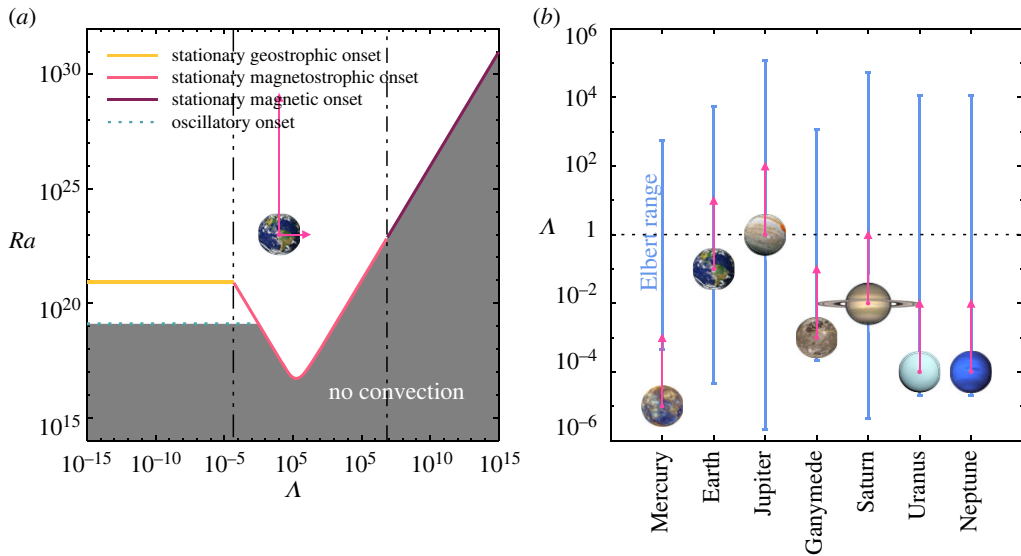 (a)
10^30
10^25
Ra
10^20
10^15
stationary geostrophic onset
stationary magnetostrophic onset
stationary magnetic onset
oscillatory onset
no convection
10^−15 10^−10 10^−5 10^5 10^10 10^15
Λ
(b)
10^6
10^4
10^2
Λ 1
10^−2
10^−4
10^−6
Elbert range
Mercury
Earth
Jupiter
Ganymede
Saturn
Uranus
Neptune